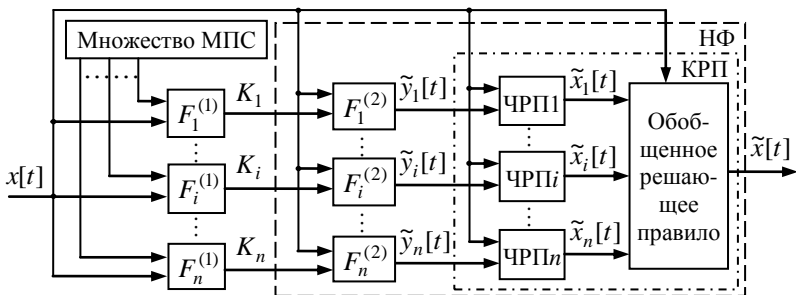 Множество МПС
НФ
КРП
x[t]
F₁⁽¹⁾ K₁ F₁⁽²⁾ ỹ₁[t] ЧРП1 x̃₁[t]
Fᵢ⁽¹⁾ Kᵢ Fᵢ⁽²⁾ ỹᵢ[t] ЧРПi x̃ᵢ[t]
Fₙ⁽¹⁾ Kₙ Fₙ⁽²⁾ ỹₙ[t] ЧРПn x̃ₙ[t]
Обоб-
щенное
решаю-
щее
правило
x̃[t]